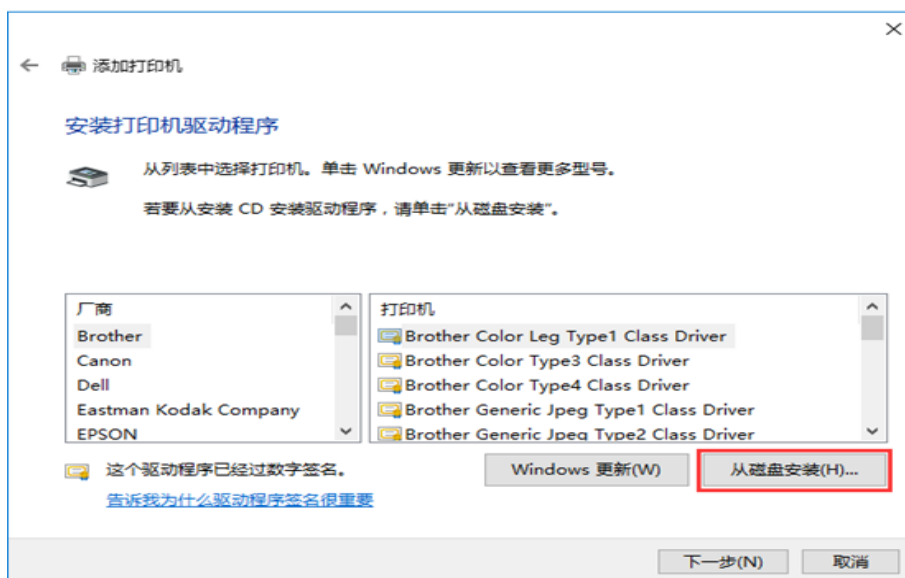 添加打印机
安装打印机驱动程序
从列表中选择打印机。单击 Windows 更新以查看更多型号。
若要从安装 CD 安装驱动程序，请单击“从磁盘安装”。
厂商
Brother
Canon
Dell
Eastman Kodak Company
EPSON
打印机
Brother Color Leg Type1 Class Driver
Brother Color Type3 Class Driver
Brother Color Type4 Class Driver
Brother Generic Jpeg Type1 Class Driver
Brother Generic Jpeg Type2 Class Driver
这个驱动程序已经过数字签名。
告诉我为什么驱动程序签名很重要
Windows 更新(W)
从磁盘安装(H)...
下一步(N)
取消